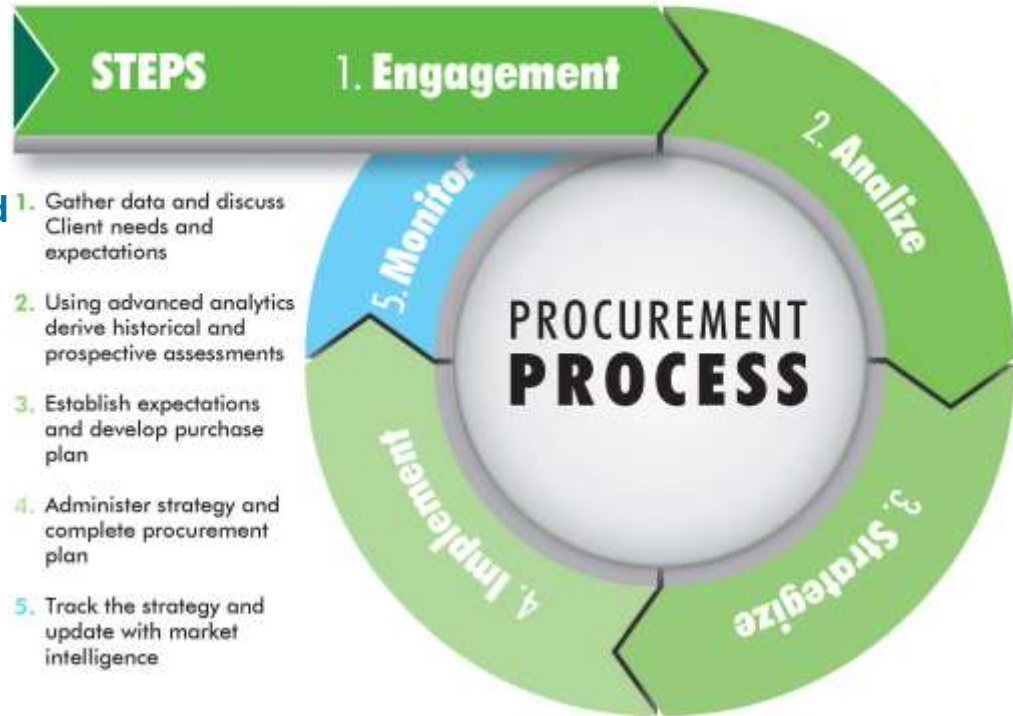 STEPS 1. Engagement
2. Analize
3. Strategize
4. Implement
5. Monitor
PROCUREMENT
PROCESS
d
1. Gather data and discuss
Client needs and
expectations
2. Using advanced analytics
derive historical and
prospective assessments
3. Establish expectations
and develop purchase
plan
4. Administer strategy and
complete procurement
plan
5. Track the strategy and
update with market
intelligence